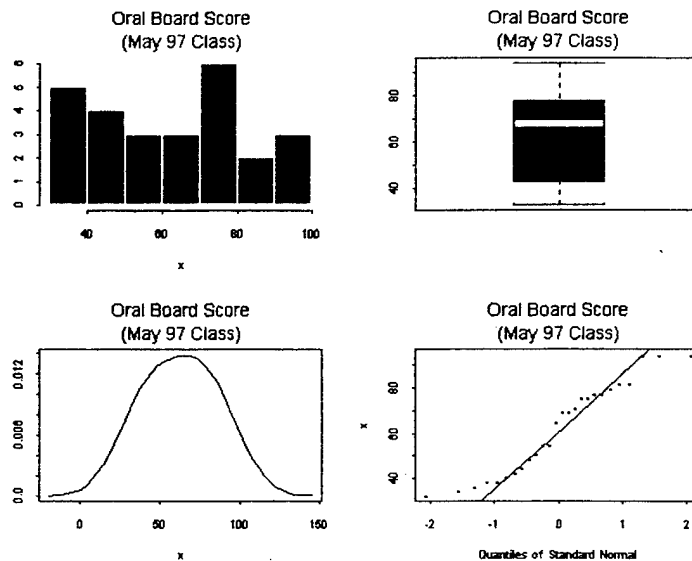 Oral Board Score
(May 97 Class)
0 1 2 3 4 5 6
40 60 80 100
x
Oral Board Score
(May 97 Class)
40 60 80
Oral Board Score
(May 97 Class)
0.0 0.006 0.012
0 50 100 150
x
Oral Board Score
(May 97 Class)
x
40 60 80
-2 -1 0 1 2
Quantiles of Standard Normal